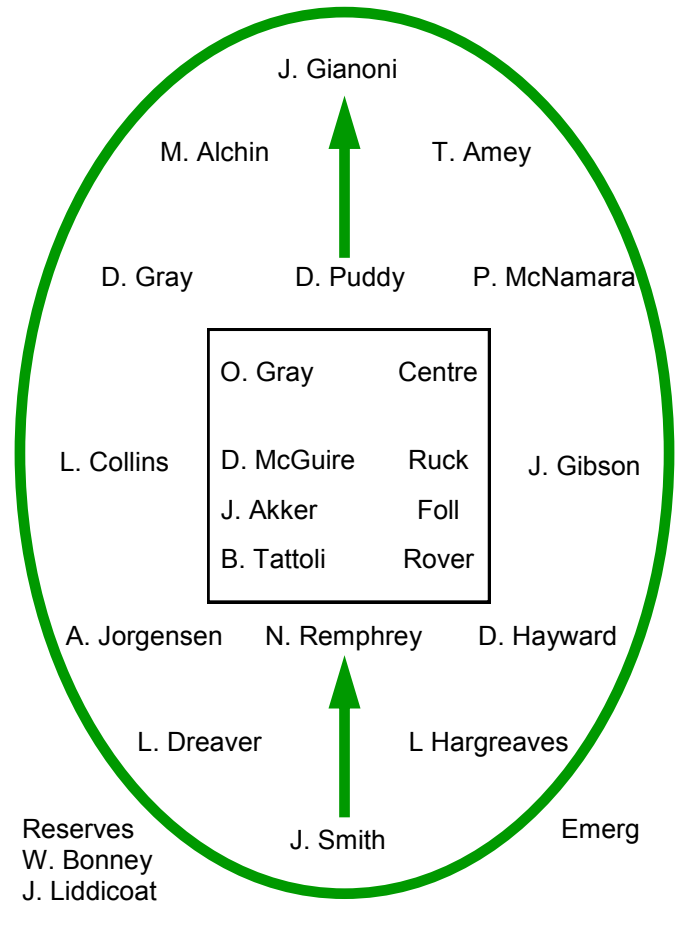 J. Gianoni
M. Alchin T. Amey
D. Gray D. Puddy P. McNamara
O. Gray Centre
L. Collins D. McGuire Ruck J. Gibson
J. Akker Foll
B. Tattoli Rover
A. Jorgensen N. Remphrey D. Hayward
L. Dreaver L Hargreaves
J. Smith
Reserves Emerg
W. Bonney
J. Liddicoat